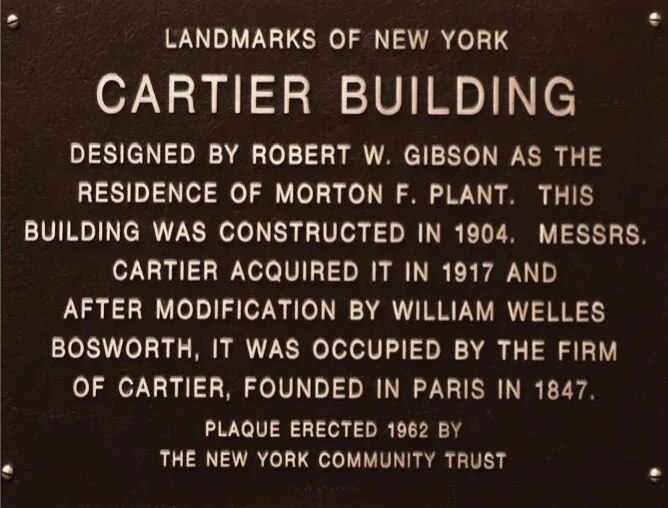 LANDMARKS OF NEW YORK
CARTIER BUILDING
DESIGNED BY ROBERT W. GIBSON AS THE
RESIDENCE OF MORTON F. PLANT. THIS
BUILDING WAS CONSTRUCTED IN 1904. MESSRS.
CARTIER ACQUIRED IT IN 1917 AND
AFTER MODIFICATION BY WILLIAM WELLES
BOSWORTH, IT WAS OCCUPIED BY THE FIRM
OF CARTIER, FOUNDED IN PARIS IN 1847.
PLAQUE ERECTED 1962 BY
THE NEW YORK COMMUNITY TRUST